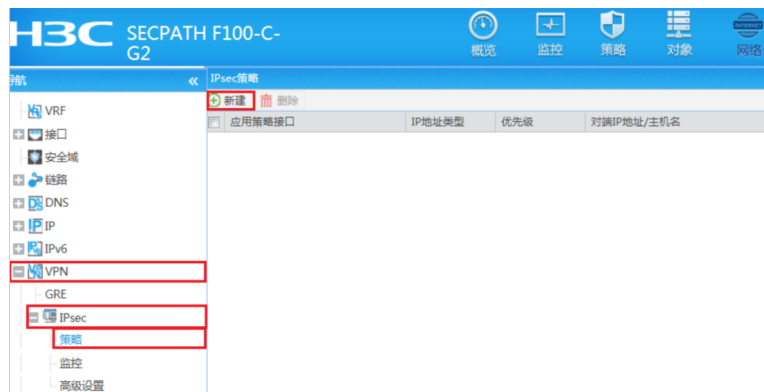 H3C SECPATH F100-C-G2
概览 监控 策略 对象 网络
导航 « IPsec策略
新建 删除
应用策略接口 IP地址类型 优先级 对端IP地址/主机名
VRF
接口
安全域
链路
DNS
IP
IPv6
VPN
GRE
IPsec
策略
监控
高级设置